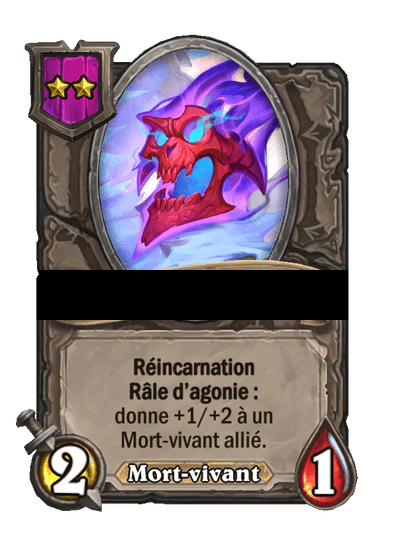 Réincarnation
Râle d'agonie :
donne +1/+2 à un
Mort-vivant allié.
2
Mort-vivant
1